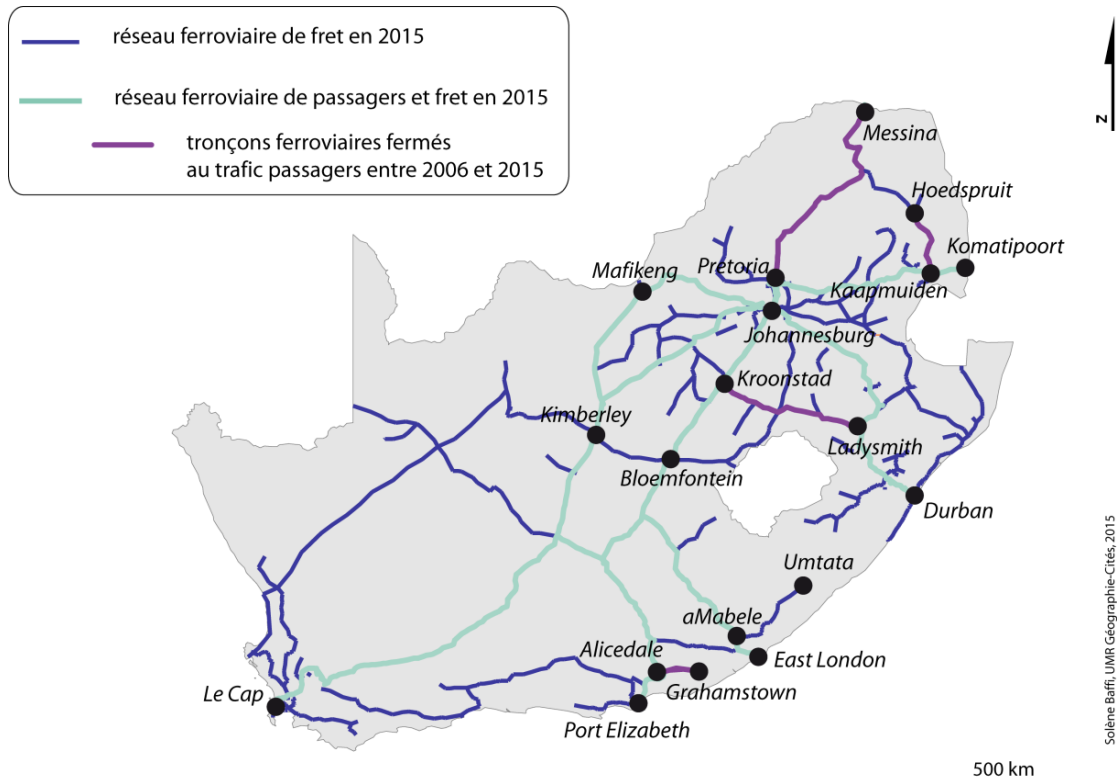 réseau ferroviaire de fret en 2015
réseau ferroviaire de passagers et fret en 2015
tronçons ferroviaires fermés
au trafic passagers entre 2006 et 2015
N
Messina
Hoedspruit
Komatipoort
Pretoria
Mafikeng
Kaapmuiden
Johannesburg
Kroonstad
Kimberley
Ladysmith
Bloemfontein
Durban
Umtata
aMabele
Alicedale
East London
Grahamstown
Le Cap
Port Elizabeth
500 km
Solène Baffi, UMR Géographie-Cités, 2015